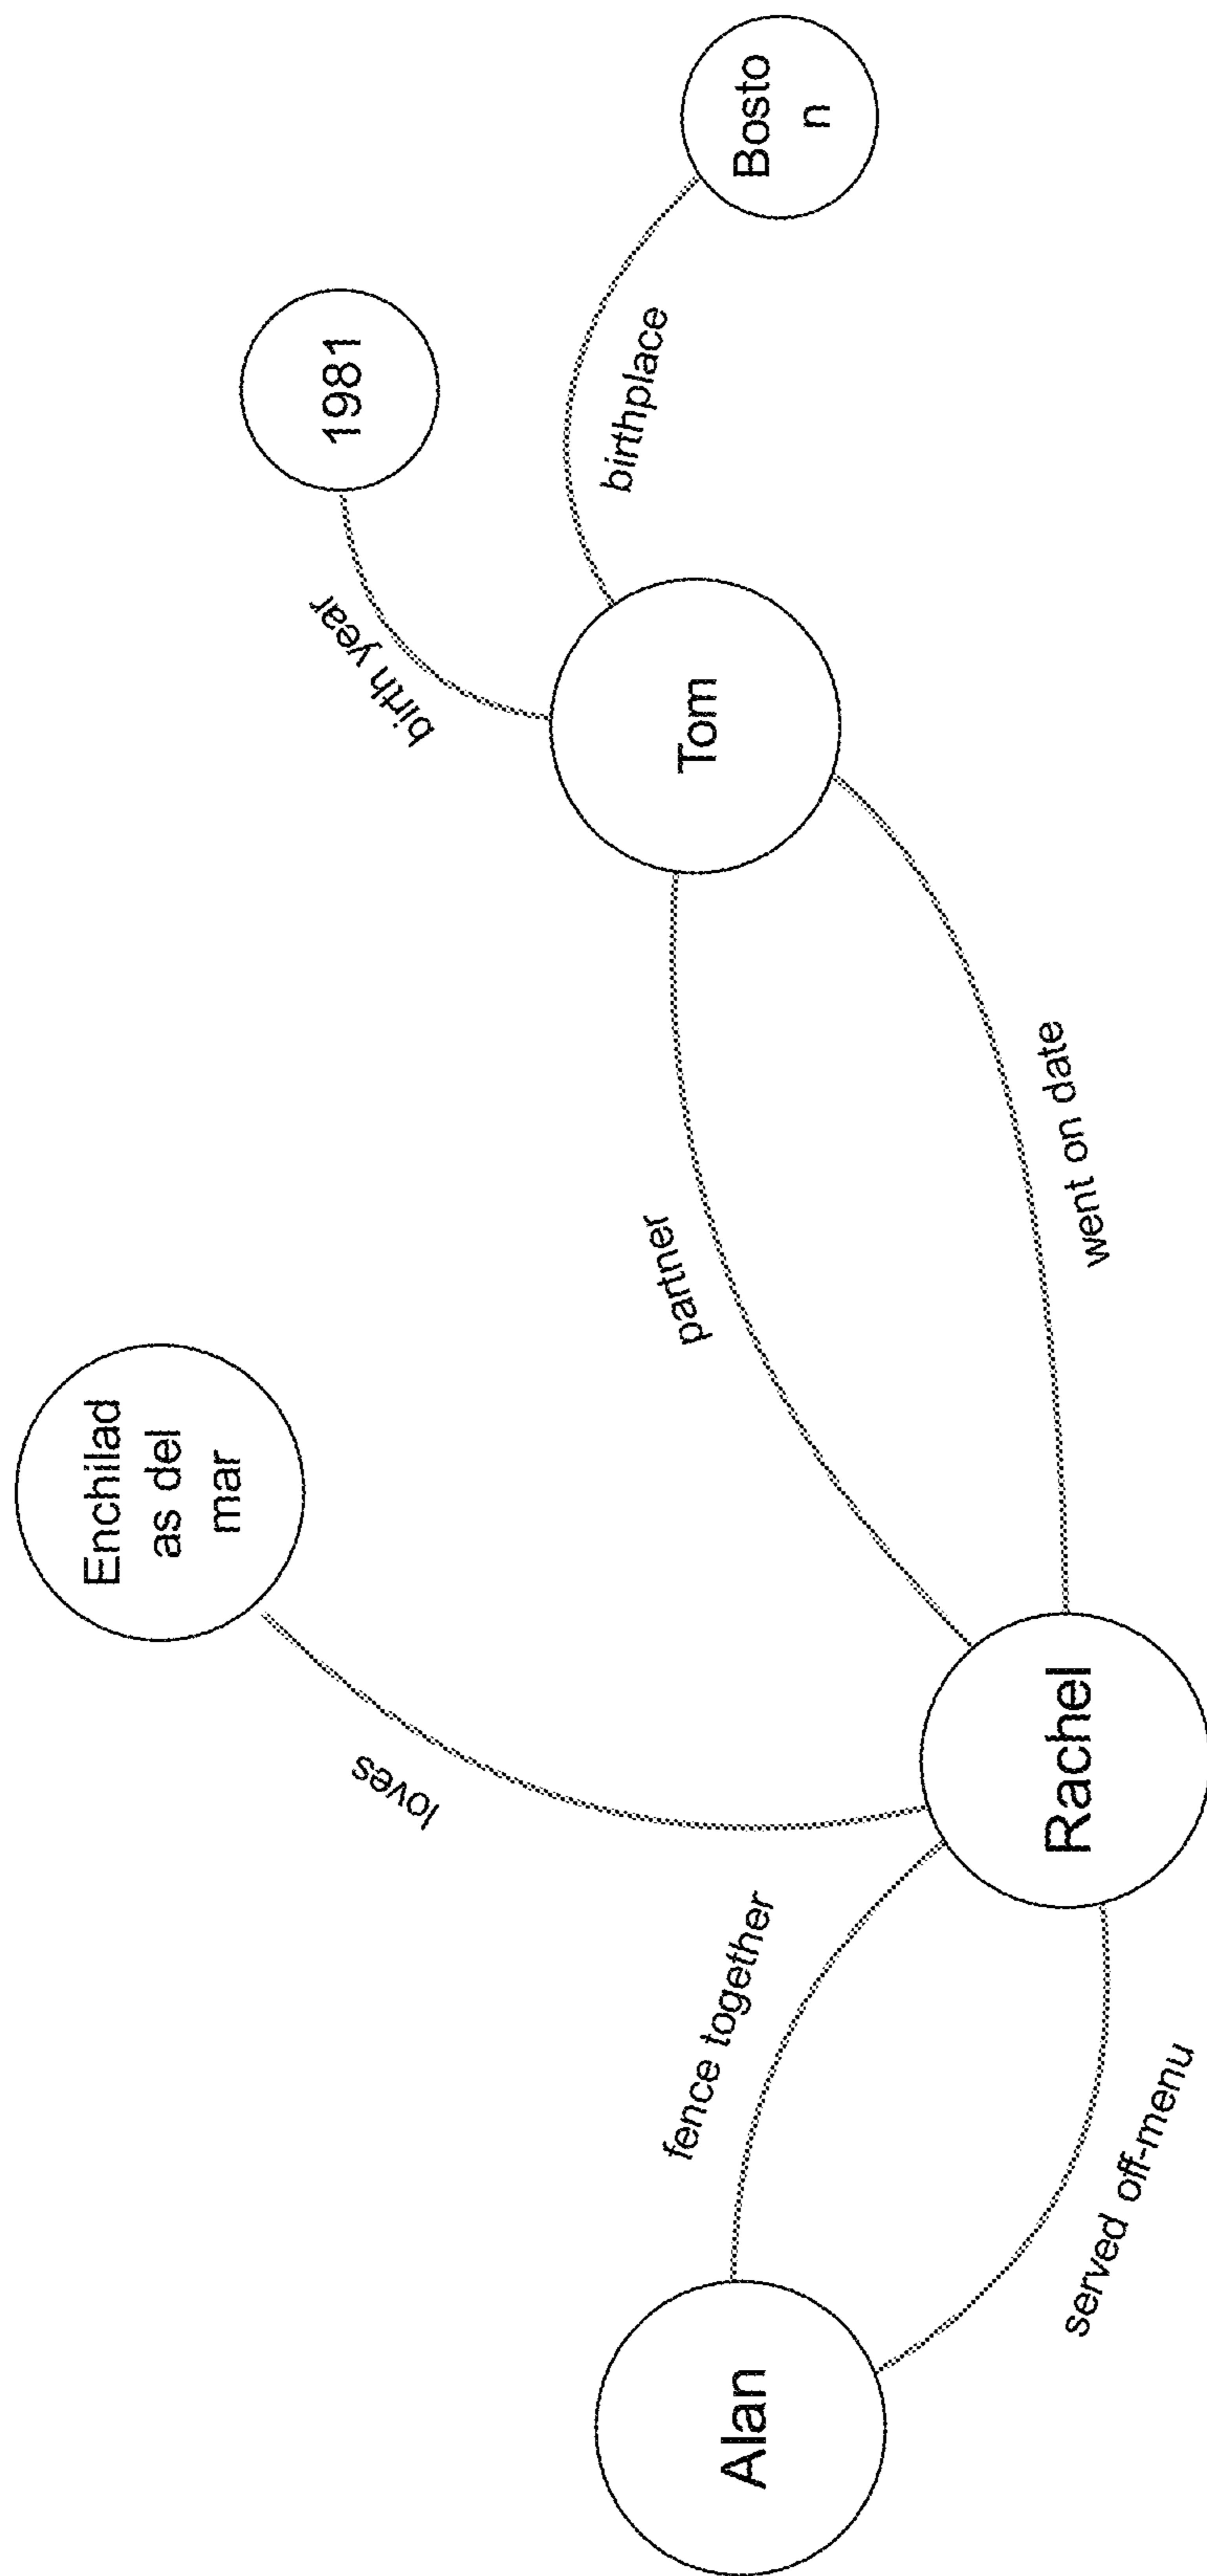 Enchilad
as del
mar
1981
Bosto
n
birth year
birthplace
loves
partner
Tom
fence together
went on date
Alan
Rachel
served off-menu